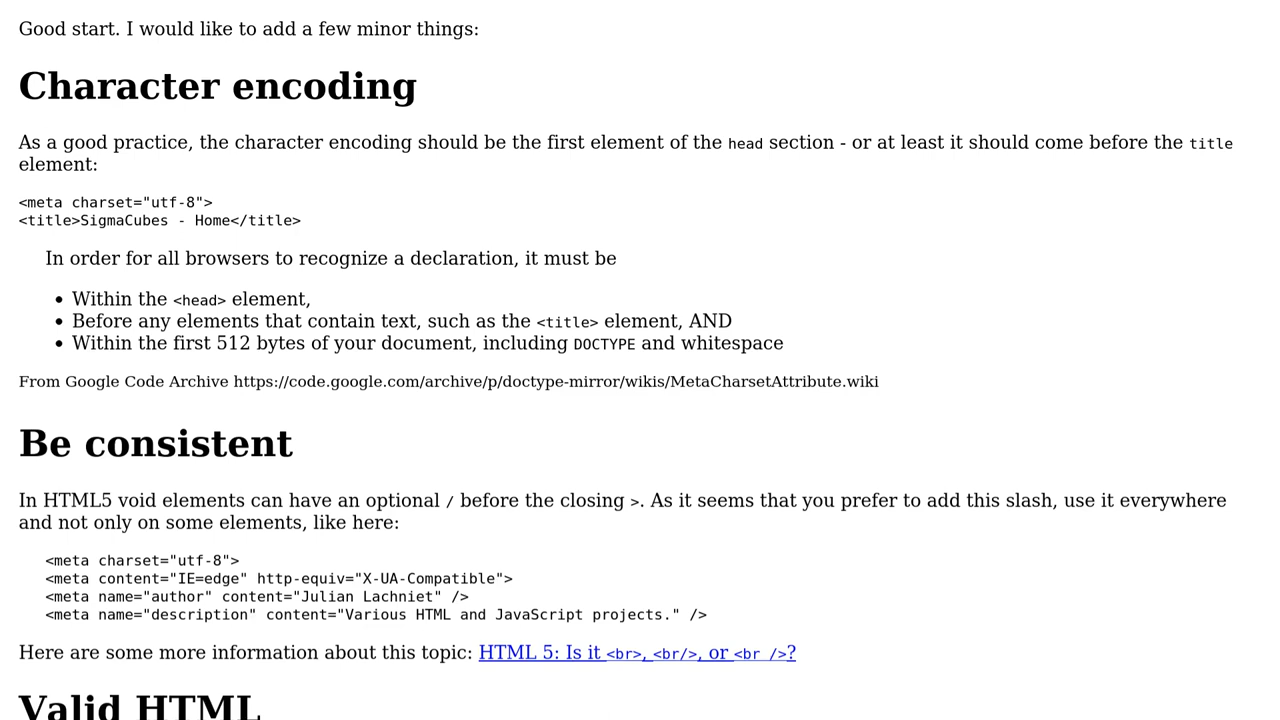 Good start. I would like to add a few minor things:
Character encoding
As a good practice, the character encoding should be the first element of the head section - or at least it should come before the title
element:
<meta charset="utf-8">
<title>SigmaCubes - Home</title>
In order for all browsers to recognize a declaration, it must be
• Within the <head> element,
• Before any elements that contain text, such as the <title> element, AND
• Within the first 512 bytes of your document, including DOCTYPE and whitespace
From Google Code Archive https://code.google.com/archive/p/doctype-mirror/wikis/MetaCharsetAttribute.wiki
Be consistent
In HTML5 void elements can have an optional / before the closing >. As it seems that you prefer to add this slash, use it everywhere
and not only on some elements, like here:
<meta charset="utf-8">
<meta content="IE=edge" http-equiv="X-UA-Compatible">
<meta name="author" content="Julian Lachniet" />
<meta name="description" content="Various HTML and JavaScript projects." />
Here are some more information about this topic: HTML 5: Is it <br>, <br/>, or <br />?
Valid HTML